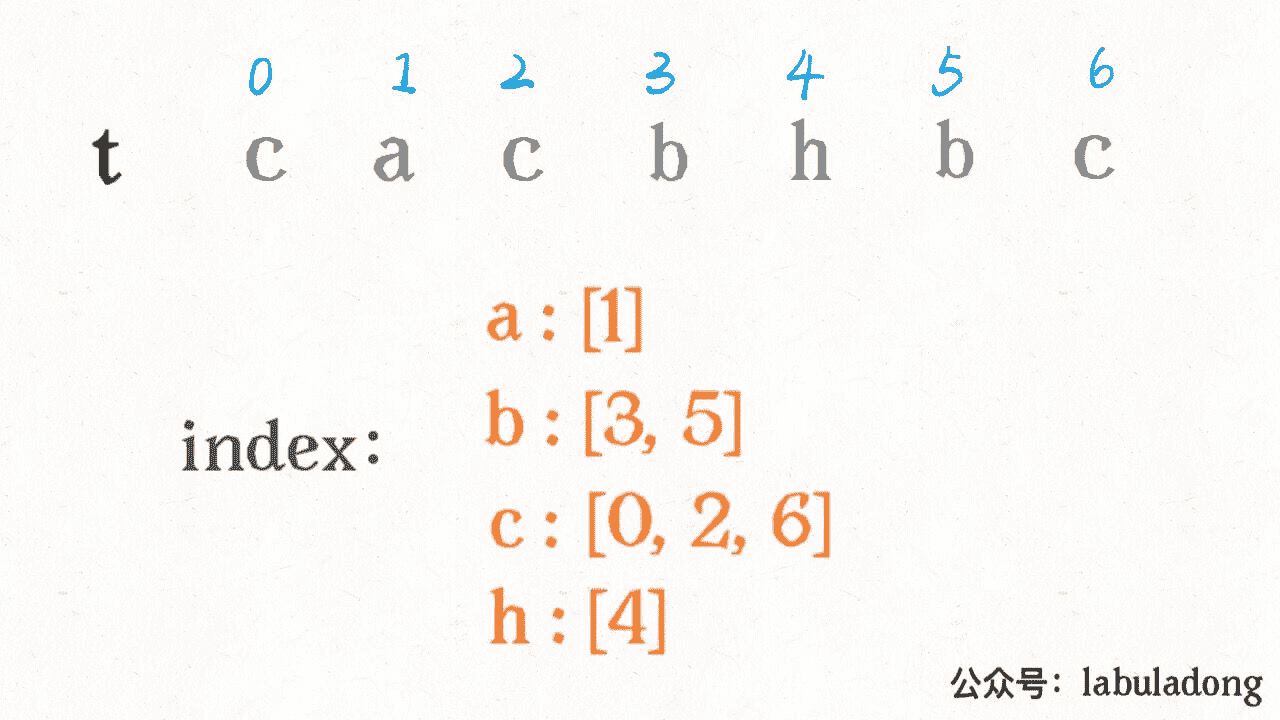 0 1 2 3 4 5 6
t c a c b h b c
a : [1]
b : [3, 5]
index:
c : [0, 2, 6]
h : [4]
公众号：labuladong